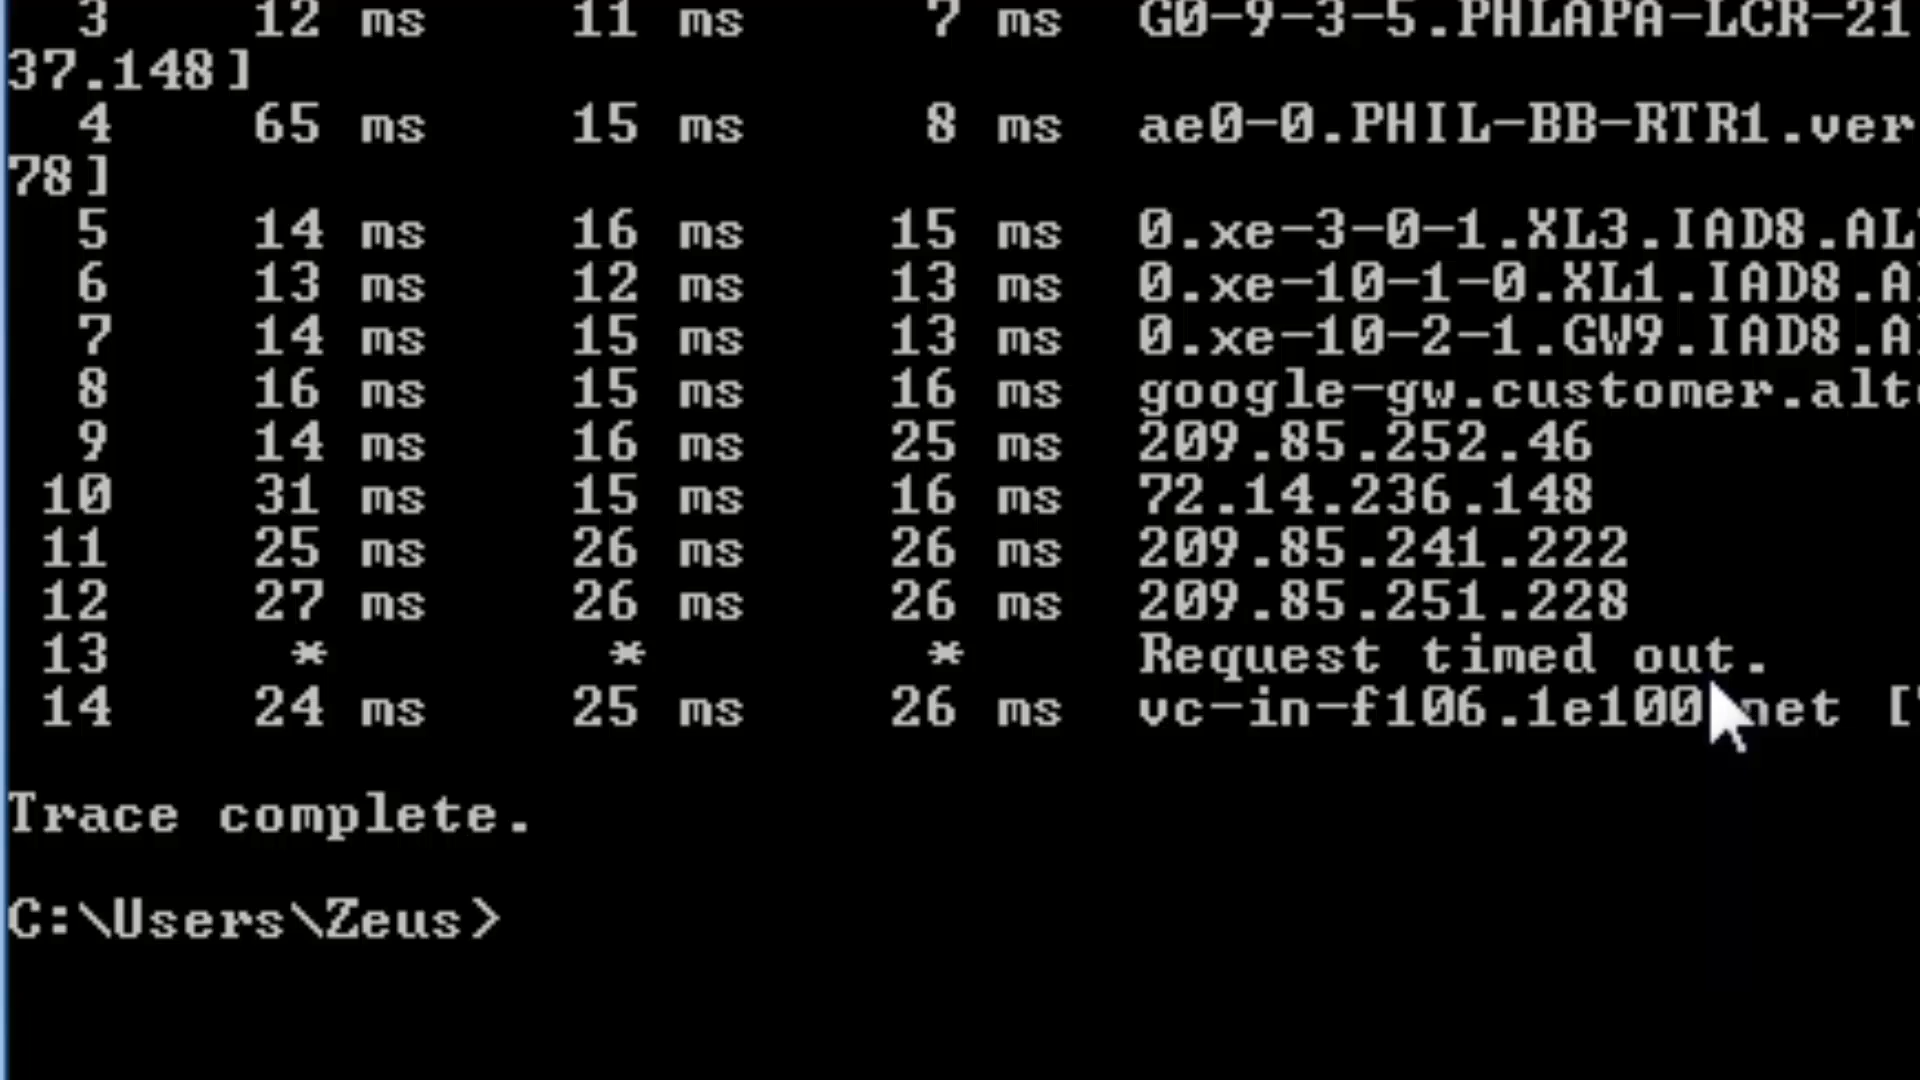 3 12 ms 11 ms 7 ms G0-9-3-5.PHLAPA-LCR-21
37.148]
4 65 ms 15 ms 8 ms ae0-0.PHIL-BB-RTR1.ver
78]
5 14 ms 16 ms 15 ms 0.xe-3-0-1.XL3.IAD8.AL
6 13 ms 12 ms 13 ms 0.xe-10-1-0.XL1.IAD8.A
7 14 ms 15 ms 13 ms 0.xe-10-2-1.GW9.IAD8.A
8 16 ms 15 ms 16 ms google-gw.customer.alt
9 14 ms 16 ms 25 ms 209.85.252.46
10 31 ms 15 ms 16 ms 72.14.236.148
11 25 ms 26 ms 26 ms 209.85.241.222
12 27 ms 26 ms 26 ms 209.85.251.228
13 * * * Request timed out.
14 24 ms 25 ms 26 ms vc-in-f106.1e100.net [
Trace complete.
C:\Users\Zeus>